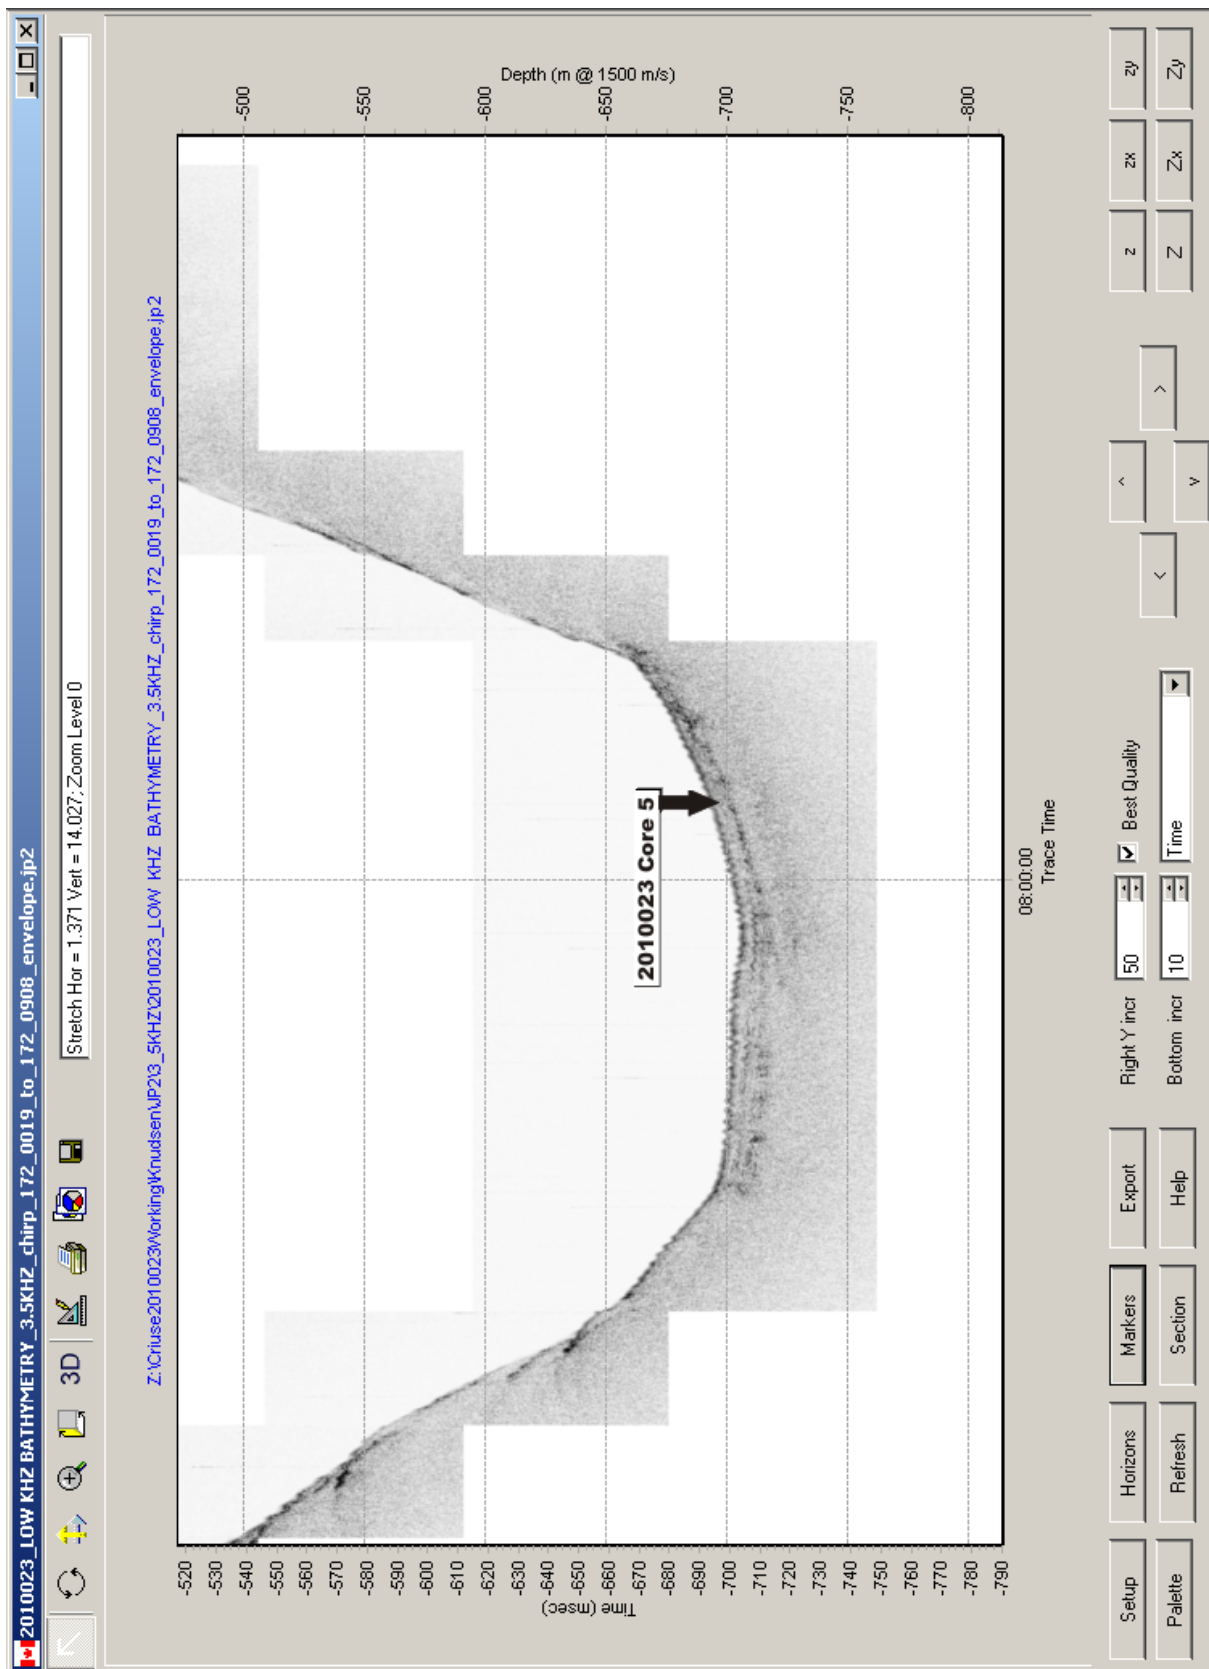 2010023_LOW KHZ BATHYMETRY_3.5KHZ_chirp_172_0019_to_172_0908_envelope.jp2
3D
Stretch Hor = 1.371 Vert = 14.027; Zoom Level 0
Z:\Criuse2010023\Working\Knudsen\JP2\3_5KHZ\2010023_LOW KHZ BATHYMETRY_3.5KHZ_chirp_172_0019_to_172_0908_envelope.jp2
Time (msec)
-520
-530
-540
-550
-560
-570
-580
-590
-600
-610
-620
-630
-640
-650
-660
-670
-680
-690
-700
-710
-720
-730
-740
-750
-760
-770
-780
-790
2010023 Core 5
-500
-550
-600
-650
-700
-750
-800
Depth (m @ 1500 m/s)
08:00:00
Trace Time
Setup
Horizons
Markers
Export
Right Y incr
50
Best Quality
<
^
>
z
zx
zy
Palette
Refresh
Section
Help
Bottom incr
10
Time
v
Z
Zx
Zy